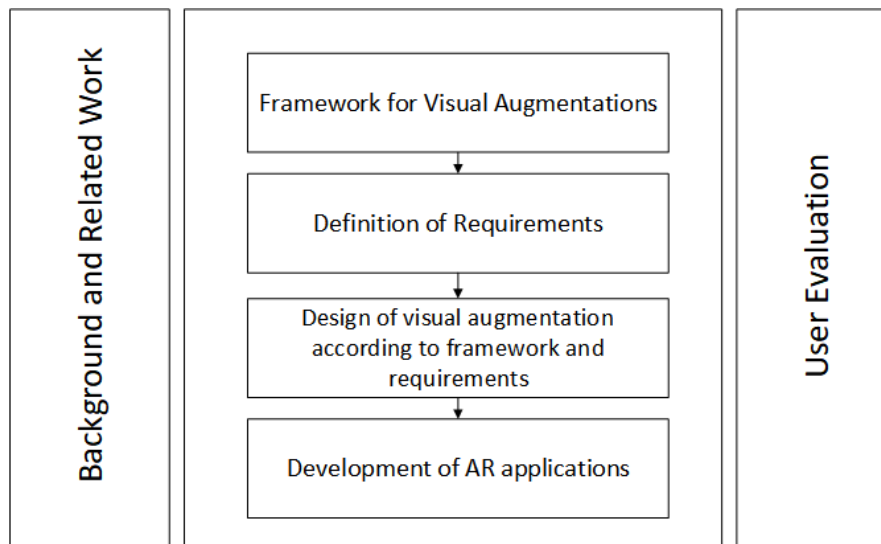 Background and Related Work
Framework for Visual Augmentations
Definition of Requirements
Design of visual augmentation
according to framework and
requirements
Development of AR applications
User Evaluation